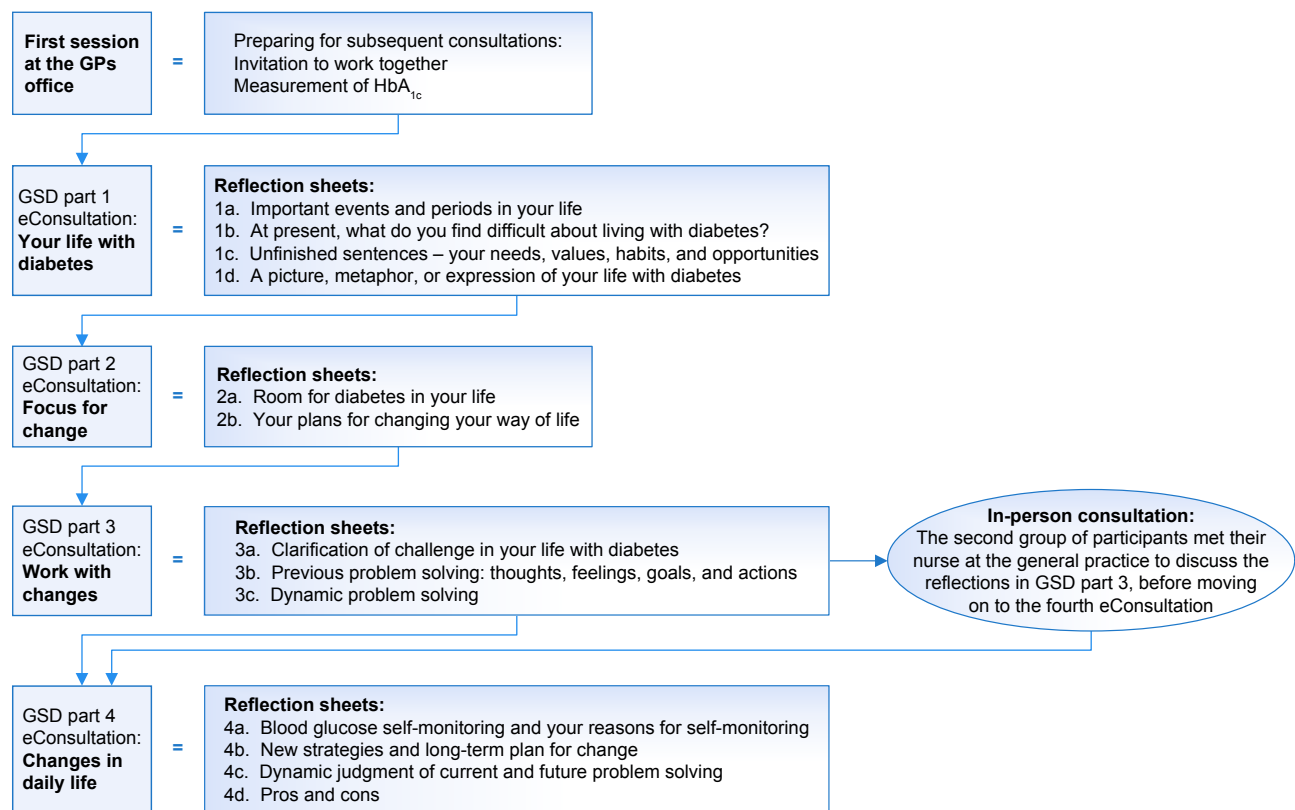 First session
at the GPs
office
=
Preparing for subsequent consultations:
Invitation to work together
Measurement of HbA1c
GSD part 1
eConsultation:
Your life with
diabetes
=
Reflection sheets:
1a. Important events and periods in your life
1b. At present, what do you find difficult about living with diabetes?
1c. Unfinished sentences – your needs, values, habits, and opportunities
1d. A picture, metaphor, or expression of your life with diabetes
GSD part 2
eConsultation:
Focus for
change
=
Reflection sheets:
2a. Room for diabetes in your life
2b. Your plans for changing your way of life
GSD part 3
eConsultation:
Work with
changes
=
Reflection sheets:
3a. Clarification of challenge in your life with diabetes
3b. Previous problem solving: thoughts, feelings, goals, and actions
3c. Dynamic problem solving
In-person consultation:
The second group of participants met their
nurse at the general practice to discuss the
reflections in GSD part 3, before moving
on to the fourth eConsultation
GSD part 4
eConsultation:
Changes in
daily life
=
Reflection sheets:
4a. Blood glucose self-monitoring and your reasons for self-monitoring
4b. New strategies and long-term plan for change
4c. Dynamic judgment of current and future problem solving
4d. Pros and cons